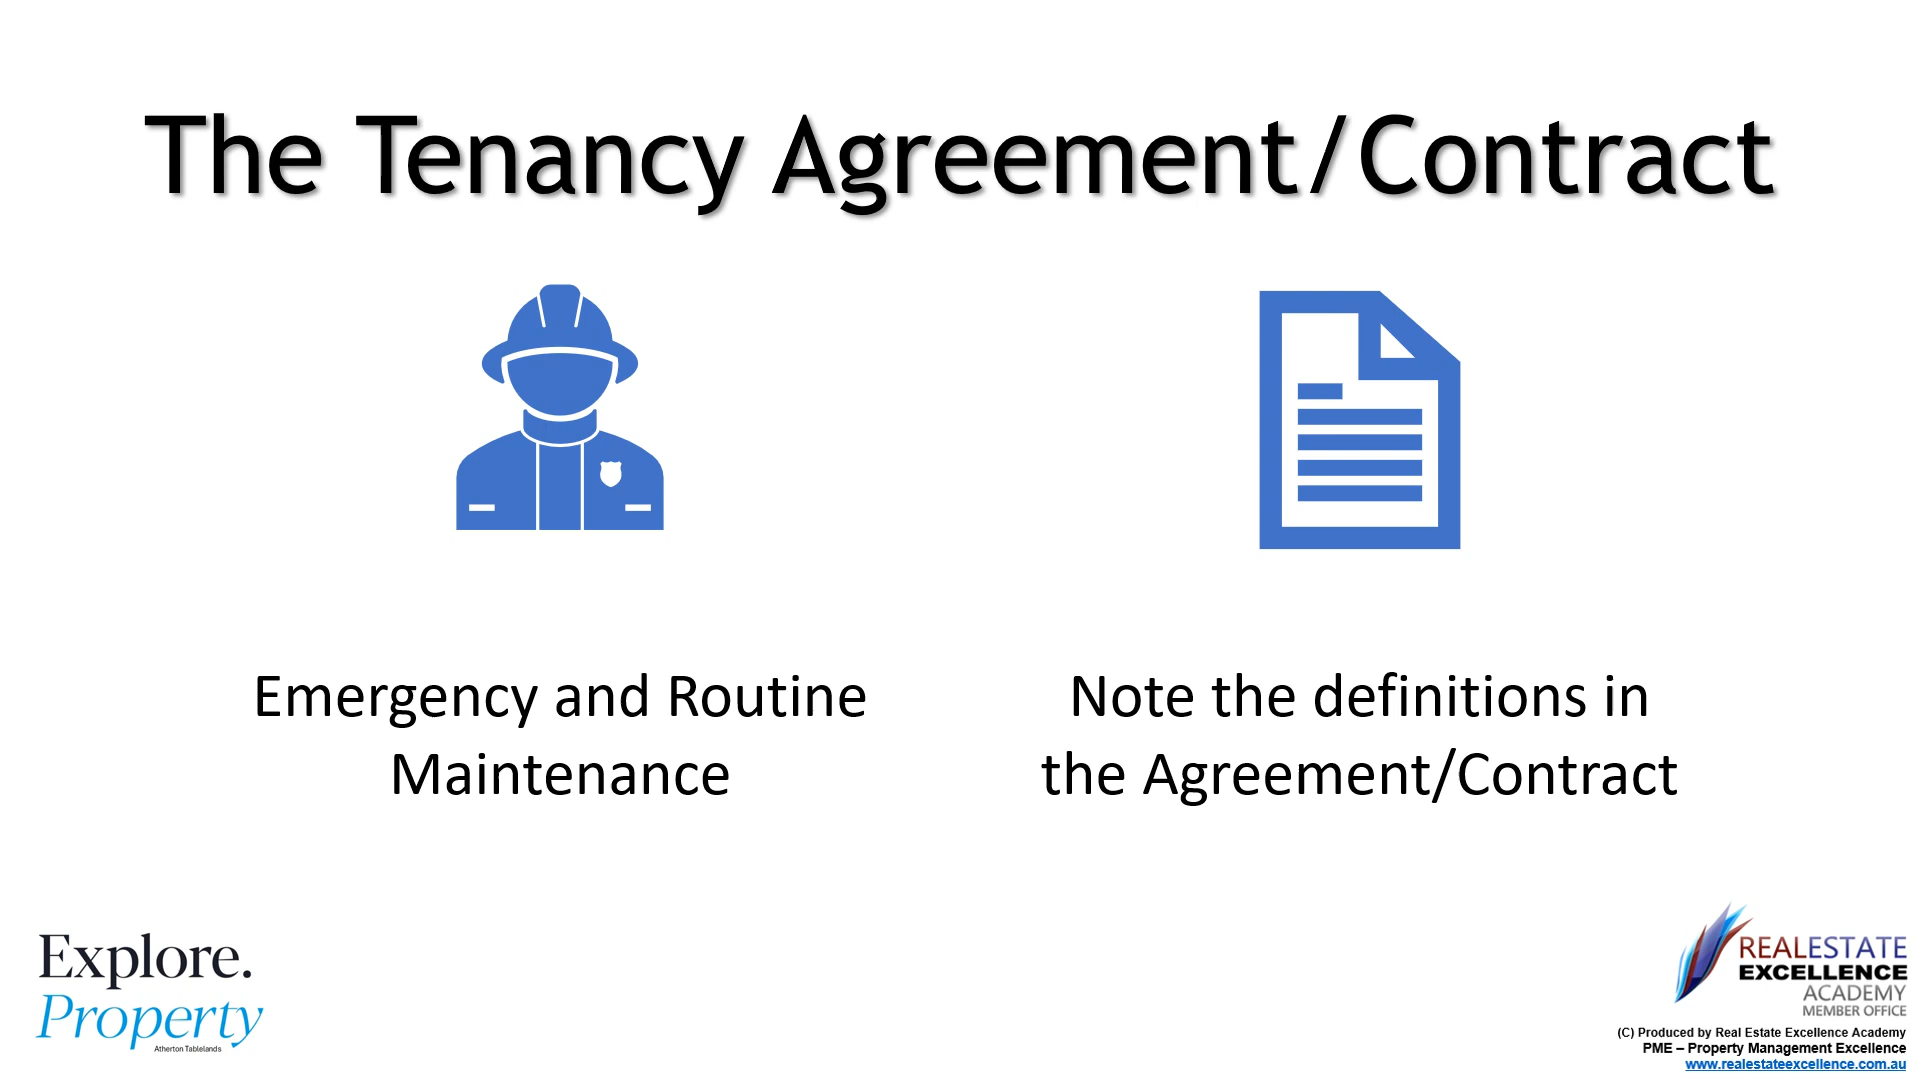 The Tenancy Agreement/Contract
Emergency and Routine
Maintenance
Note the definitions in
the Agreement/Contract
Explore.
Property
Atherton Tablelands
REALESTATE
EXCELLENCE
ACADEMY
MEMBER OFFICE
(C) Produced by Real Estate Excellence Academy
PME – Property Management Excellence
www.realestateexcellence.com.au